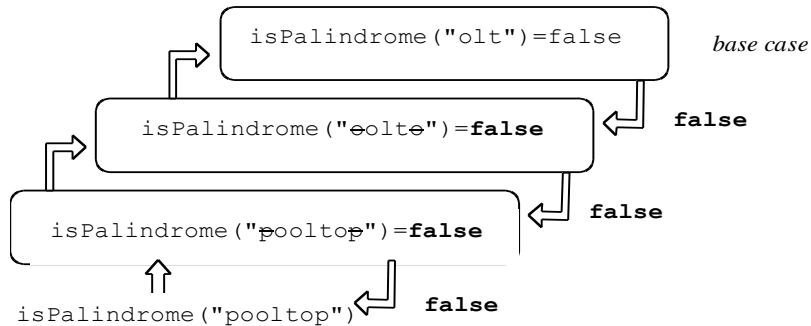 isPalindrome("olt")=false
base case
isPalindrome("oolto")=false
false
isPalindrome("pooltop")=false
false
isPalindrome("pooltop")
false